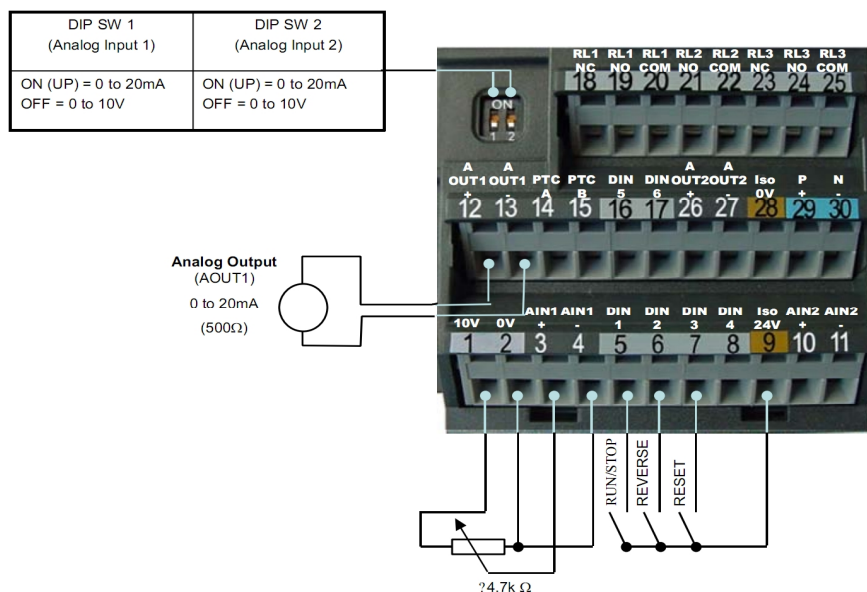 DIP SW 1
(Analog Input 1)
DIP SW 2
(Analog Input 2)
ON (UP) = 0 to 20mA
OFF = 0 to 10V
ON (UP) = 0 to 20mA
OFF = 0 to 10V
RL1 RL1 RL1 RL2 RL2 RL3 RL3 RL3
NC NO COM NO COM NC NO COM
18 19 20 21 22 23 24 25
ON
1 2
A A A A
OUT1 OUT1 PTC PTC DIN DIN OUT2 OUT2 Iso P N
+ - A B 5 6 + - 0V + -
12 13 14 15 16 17 26 27 28 29 30
Analog Output
(AOUT1)
0 to 20mA
(500Ω)
AIN1 AIN1 DIN DIN DIN DIN Iso AIN2 AIN2
10V 0V + - 1 2 3 4 24V + -
1 2 3 4 5 6 7 8 9 10 11
RUN/STOP
REVERSE
RESET
?4.7k Ω